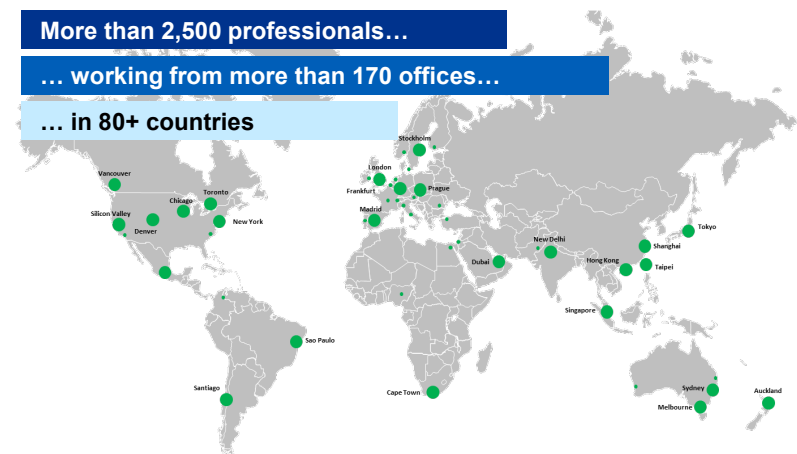 More than 2,500 professionals…
… working from more than 170 offices…
… in 80+ countries
Stockholm
London
Vancouver
Frankfurt
Prague
Toronto
Chicago
Madrid
Silicon Valley
New York
Denver
Tokyo
New Delhi
Shanghai
Dubai
Hong Kong
Taipei
Singapore
Sao Paulo
Santiago
Cape Town
Sydney
Auckland
Melbourne